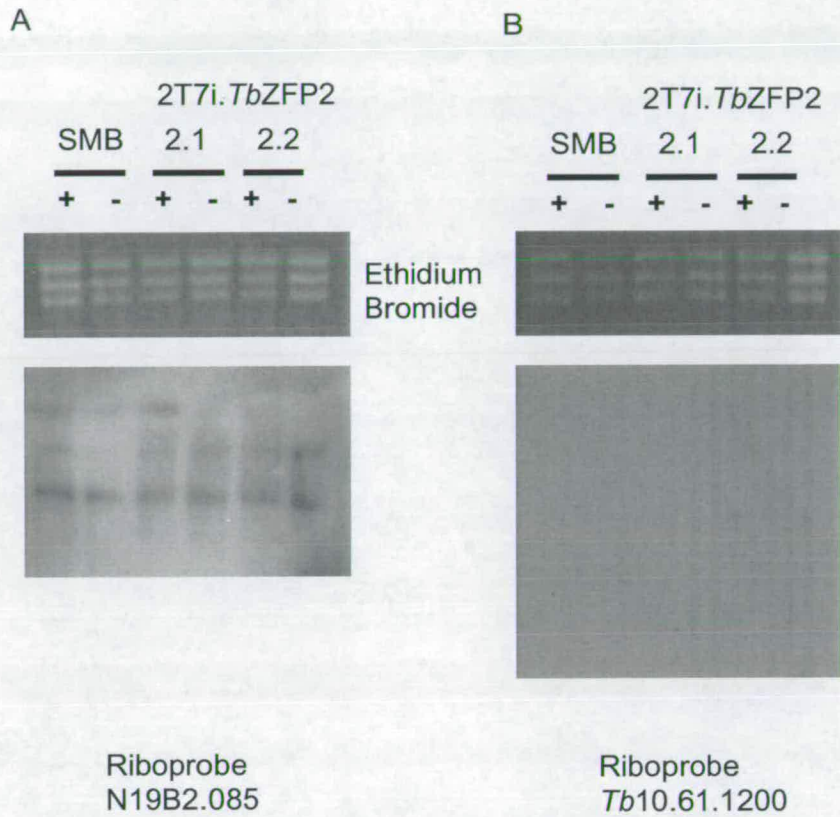 A
2T7i.TbZFP2
SMB 2.1 2.2
+ - + - + -
Ethidium
Bromide
Riboprobe
N19B2.085
B
2T7i.TbZFP2
SMB 2.1 2.2
+ - + - + -
Riboprobe
Tb10.61.1200